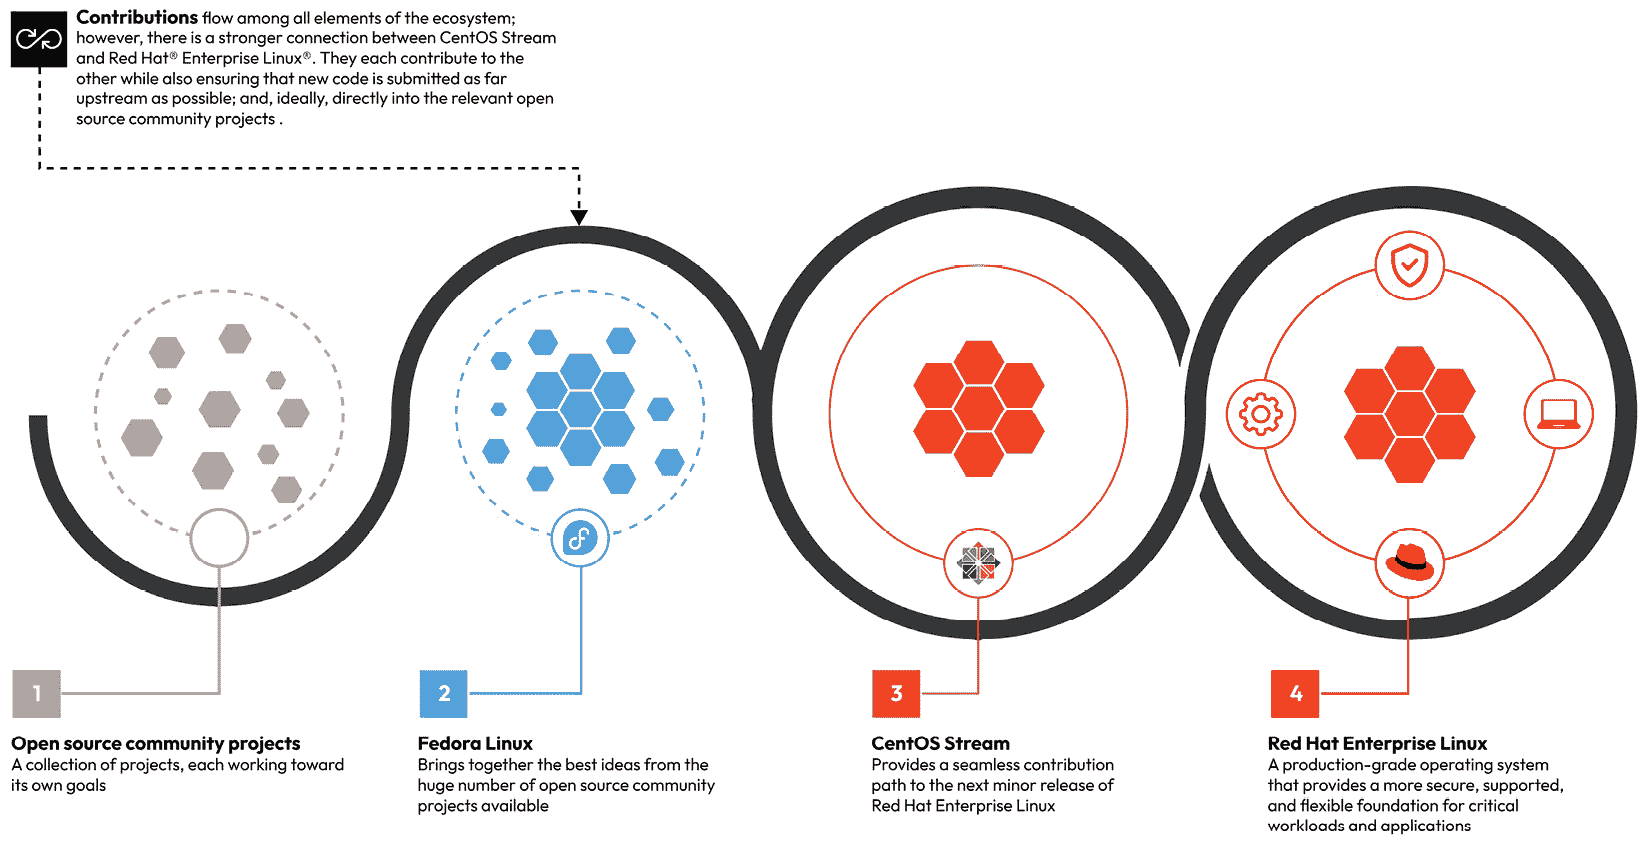 Contributions flow among all elements of the ecosystem;
however, there is a stronger connection between CentOS Stream
and Red Hat® Enterprise Linux®. They each contribute to the
other while also ensuring that new code is submitted as far
upstream as possible; and, ideally, directly into the relevant open
source community projects .
1
Open source community projects
A collection of projects, each working toward
its own goals
2
Fedora Linux
Brings together the best ideas from the
huge number of open source community
projects available
3
CentOS Stream
Provides a seamless contribution
path to the next minor release of
Red Hat Enterprise Linux
4
Red Hat Enterprise Linux
A production-grade operating system
that provides a more secure, supported,
and flexible foundation for critical
workloads and applications